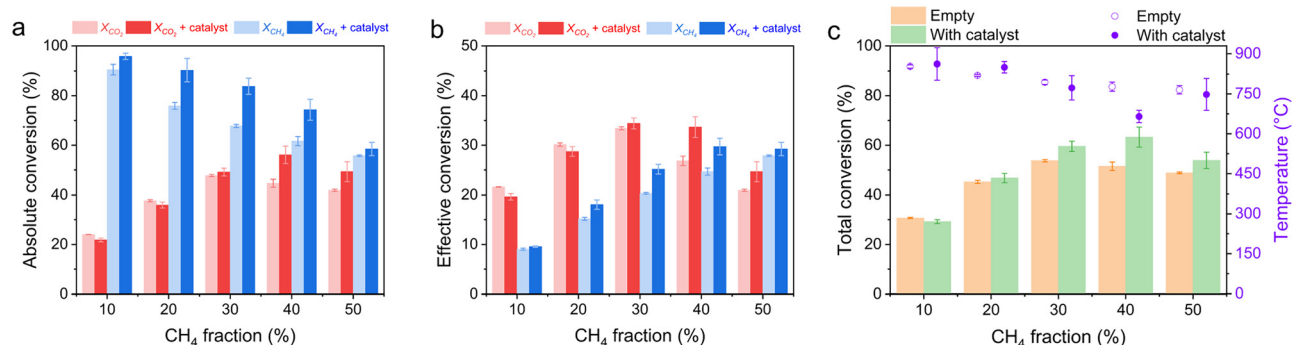 a
X_CO₂ X_CO₂ + catalyst X_CH₄ X_CH₄ + catalyst
Absolute conversion (%)
100
80
60
40
20
0
10 20 30 40 50
CH₄ fraction (%)
b
X_CO₂ X_CO₂ + catalyst X_CH₄ X_CH₄ + catalyst
Effective conversion (%)
50
40
30
20
10
0
10 20 30 40 50
CH₄ fraction (%)
c
Empty Empty
With catalyst With catalyst
Total conversion (%)
100
80
60
40
20
0
10 20 30 40 50
CH₄ fraction (%)
900
750
600
450
300
150
0
Temperature (°C)